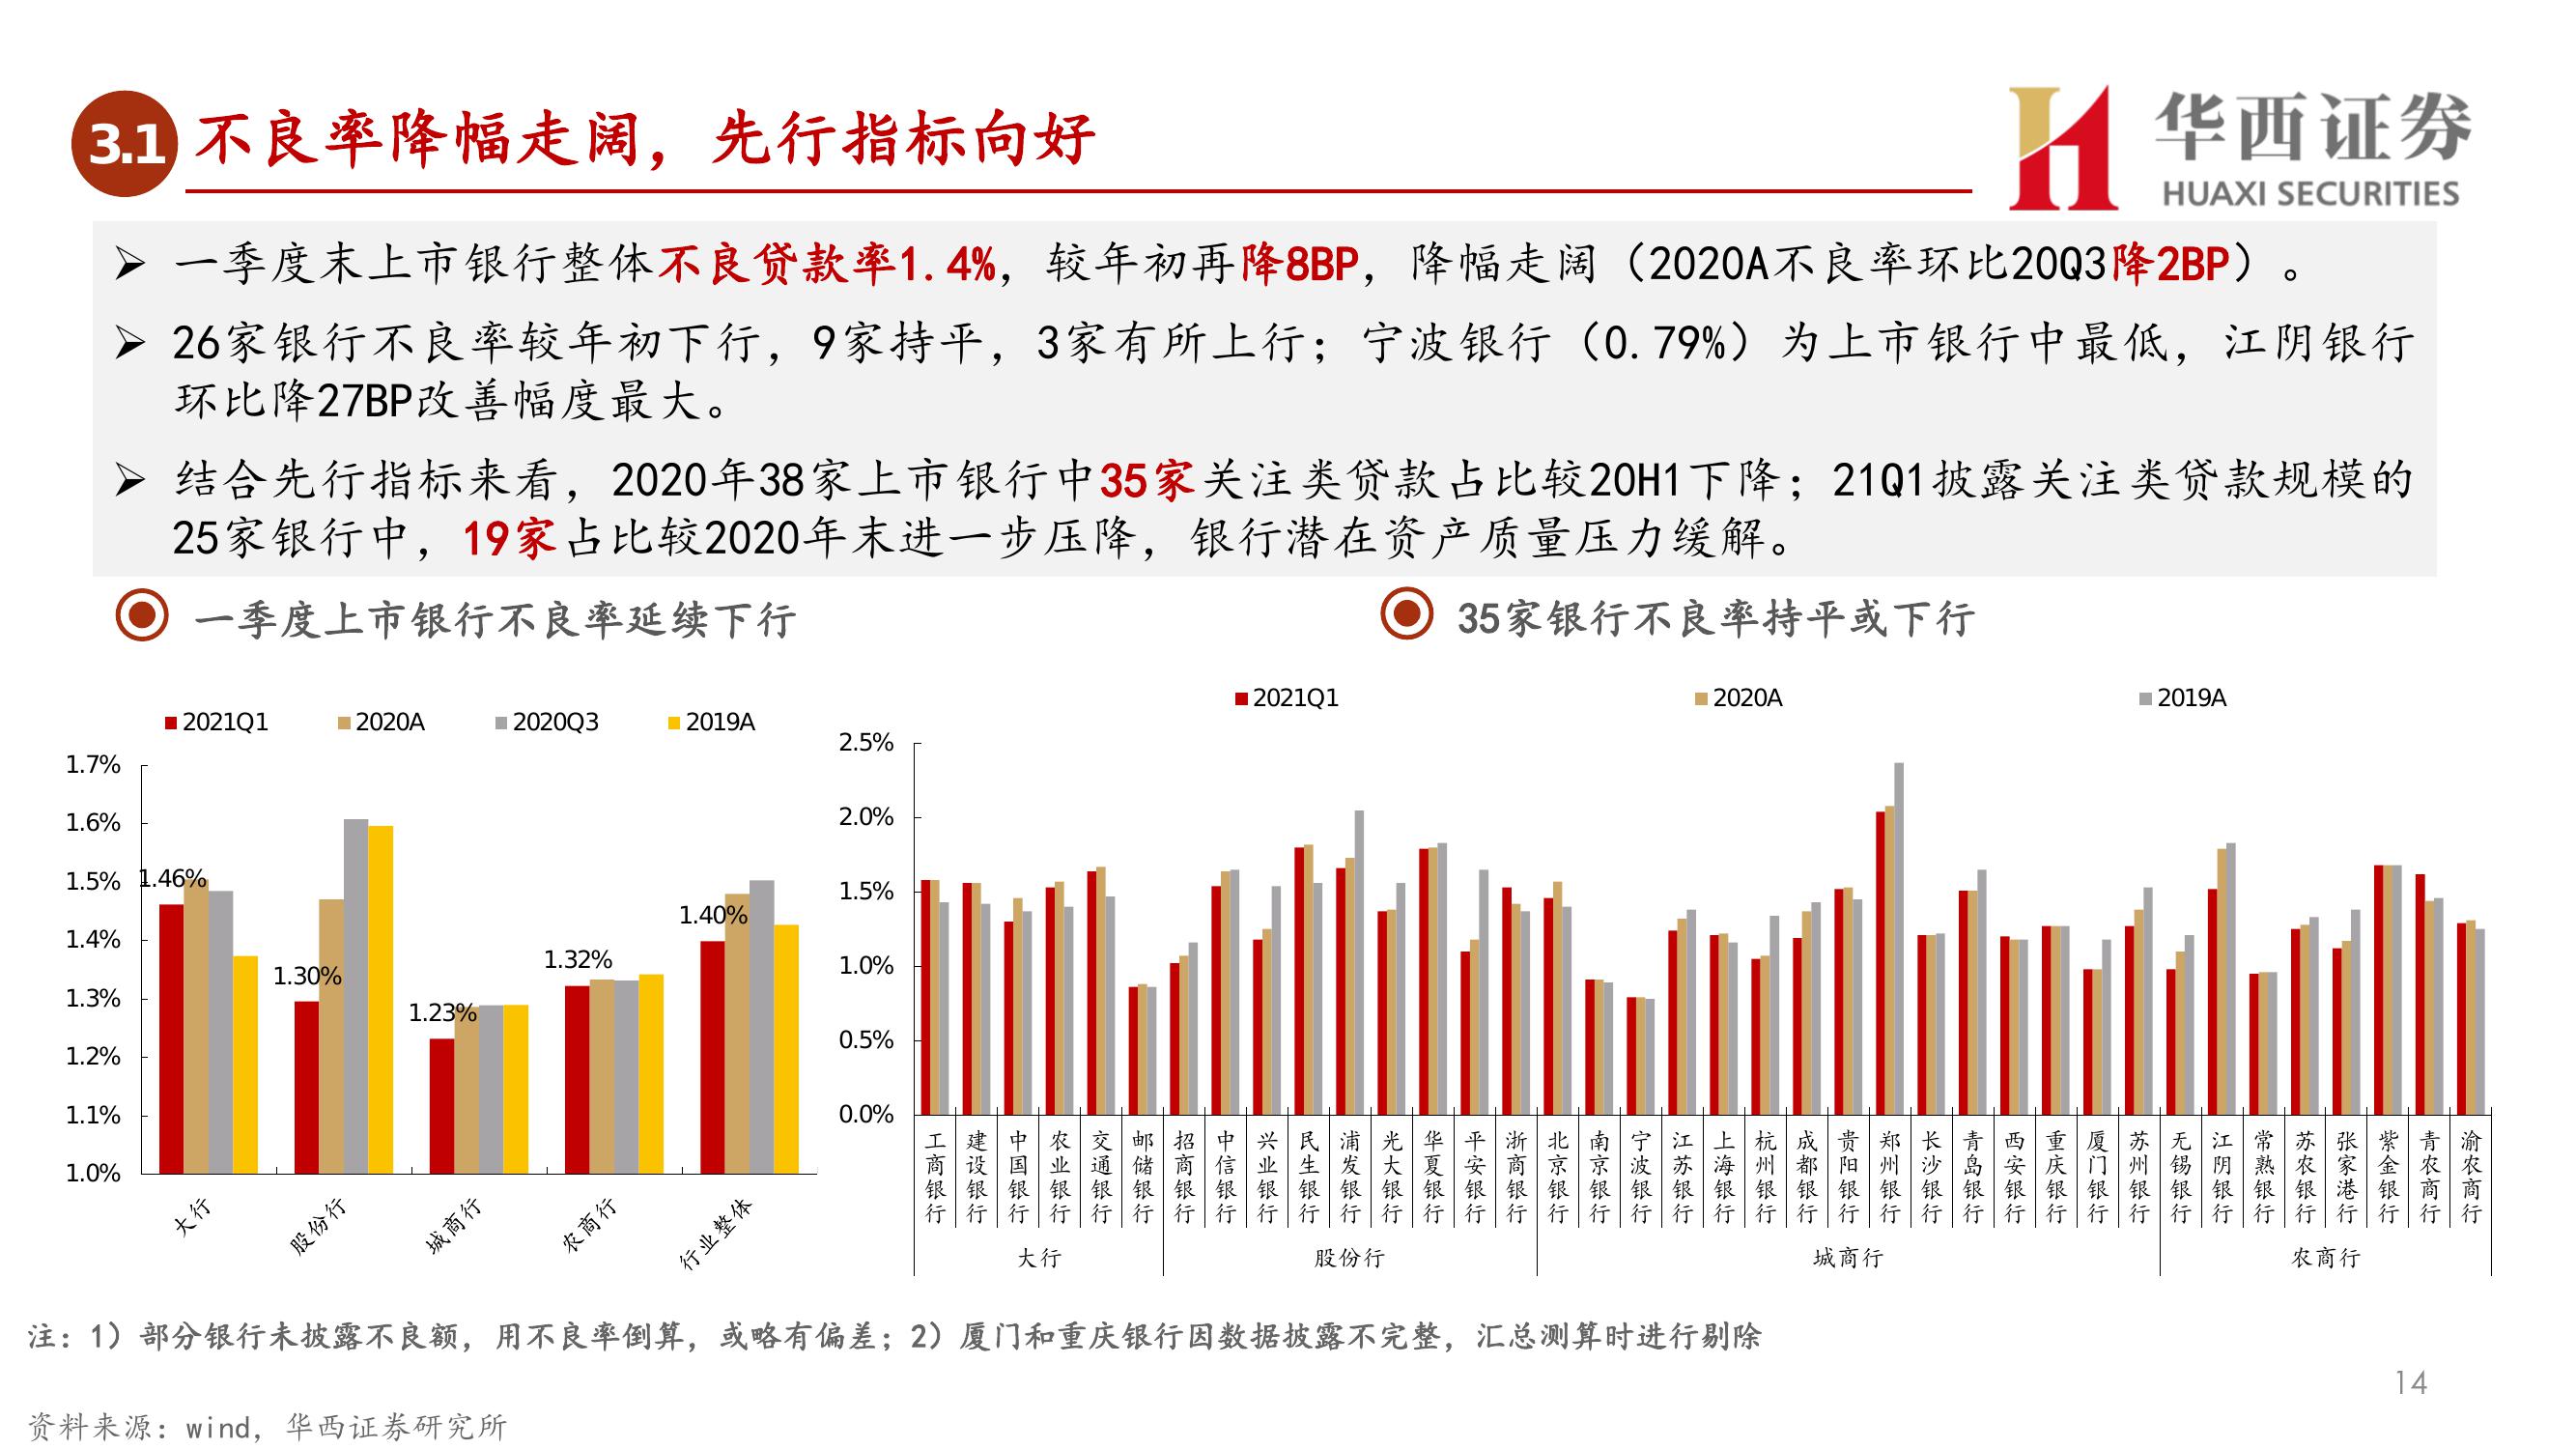 3.1 不良率降幅走阔，先行指标向好
华西证券
HUAXI SECURITIES
一季度末上市银行整体不良贷款率1.4%，较年初再降8BP，降幅走阔（2020A不良率环比20Q3降2BP）。
26家银行不良率较年初下行，9家持平，3家有所上行；宁波银行（0.79%）为上市银行中最低，江阴银行
环比降27BP改善幅度最大。
结合先行指标来看，2020年38家上市银行中35家关注类贷款占比较20H1下降；21Q1披露关注类贷款规模的
25家银行中，19家占比较2020年末进一步压降，银行潜在资产质量压力缓解。
一季度上市银行不良率延续下行
2021Q1 2020A 2020Q3 2019A
1.7%
1.6%
1.5%
1.4%
1.3%
1.2%
1.1%
1.0%
1.46%
1.30%
1.23%
1.32%
1.40%
大行
股份行
城商行
农商行
行业整体
35家银行不良率持平或下行
2021Q1 2020A 2019A
2.5%
2.0%
1.5%
1.0%
0.5%
0.0%
工商银行
建设银行
中国银行
农业银行
交通银行
邮储银行
招商银行
中信银行
兴业银行
民生银行
浦发银行
光大银行
华夏银行
平安银行
浙商银行
北京银行
南京银行
宁波银行
江苏银行
上海银行
杭州银行
成都银行
贵阳银行
郑州银行
长沙银行
青岛银行
西安银行
重庆银行
厦门银行
苏州银行
无锡银行
江阴银行
常熟银行
苏农银行
张家港行
紫金银行
青农商行
渝农商行
大行
股份行
城商行
农商行
注：1）部分银行未披露不良额，用不良率倒算，或略有偏差；2）厦门和重庆银行因数据披露不完整，汇总测算时进行剔除
14
资料来源：wind，华西证券研究所